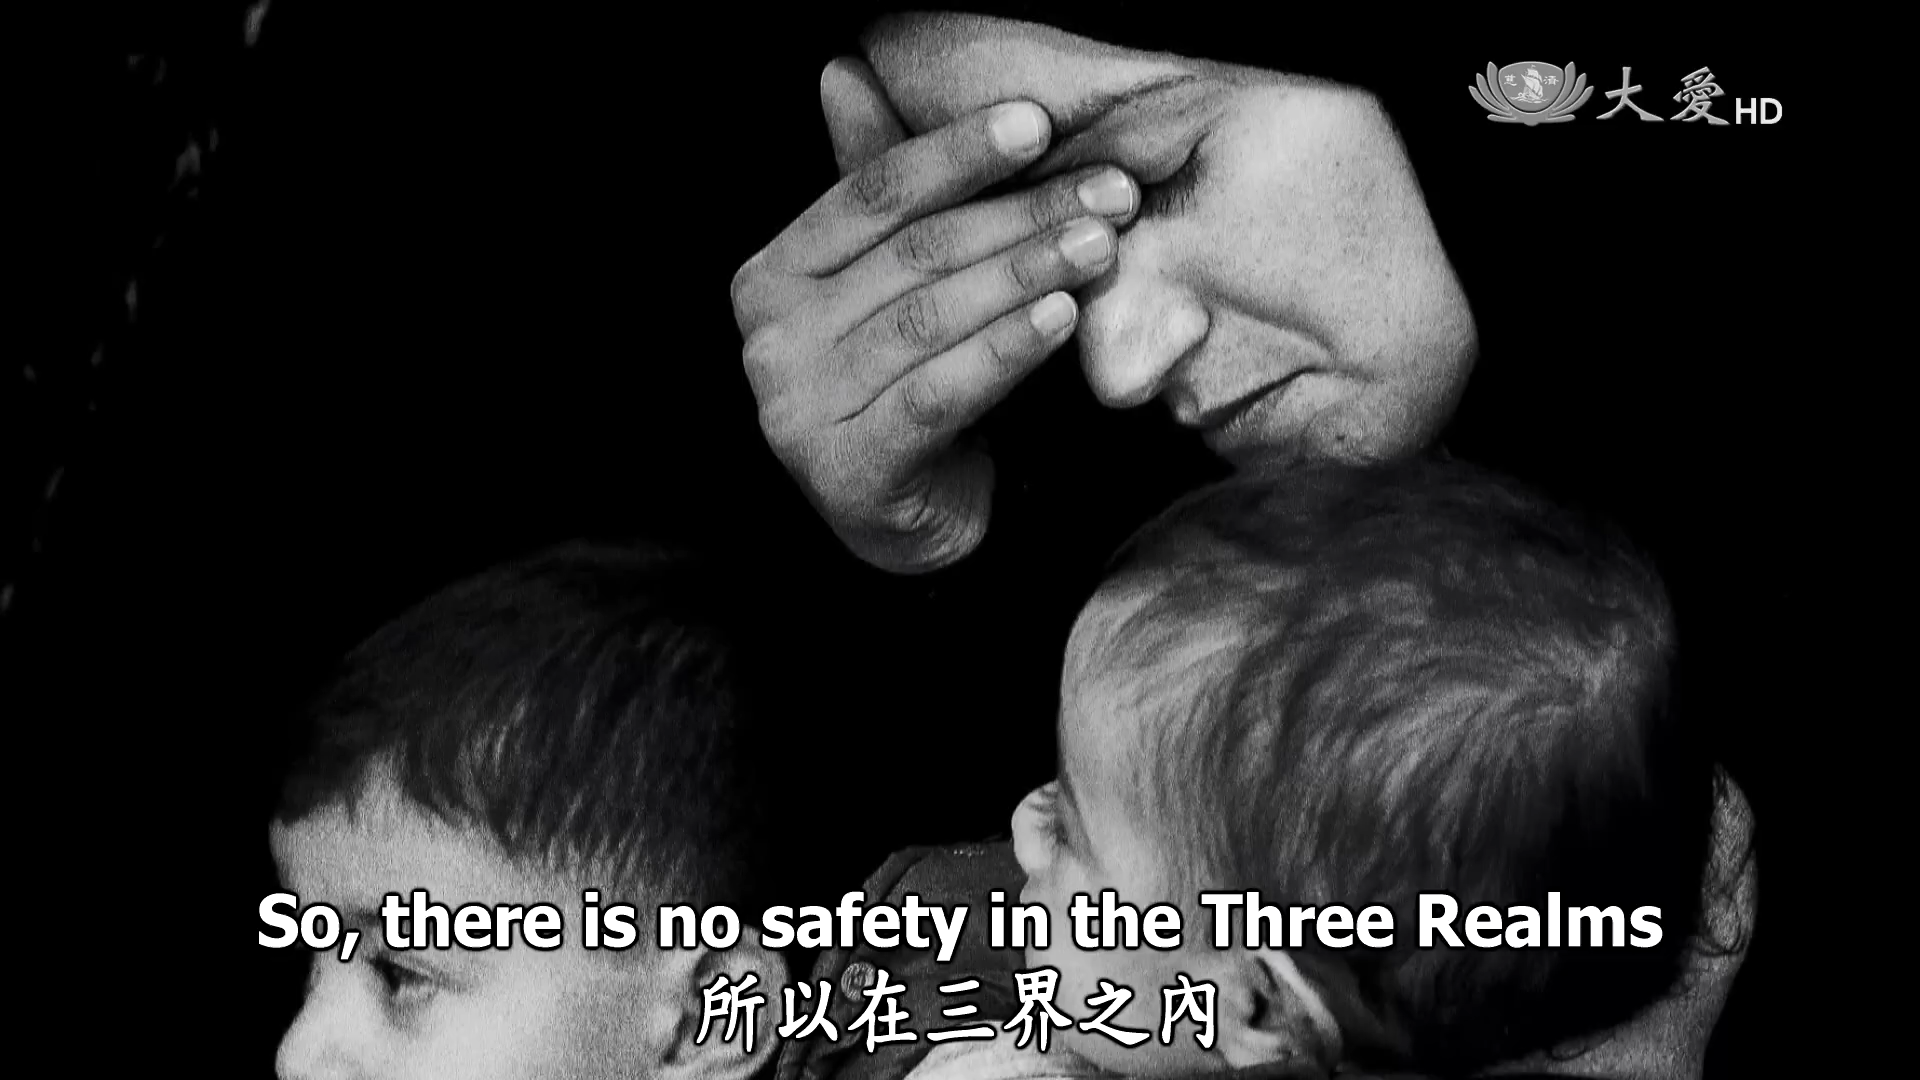 大愛HD
So, there is no safety in the Three Realms
所以在三界之內